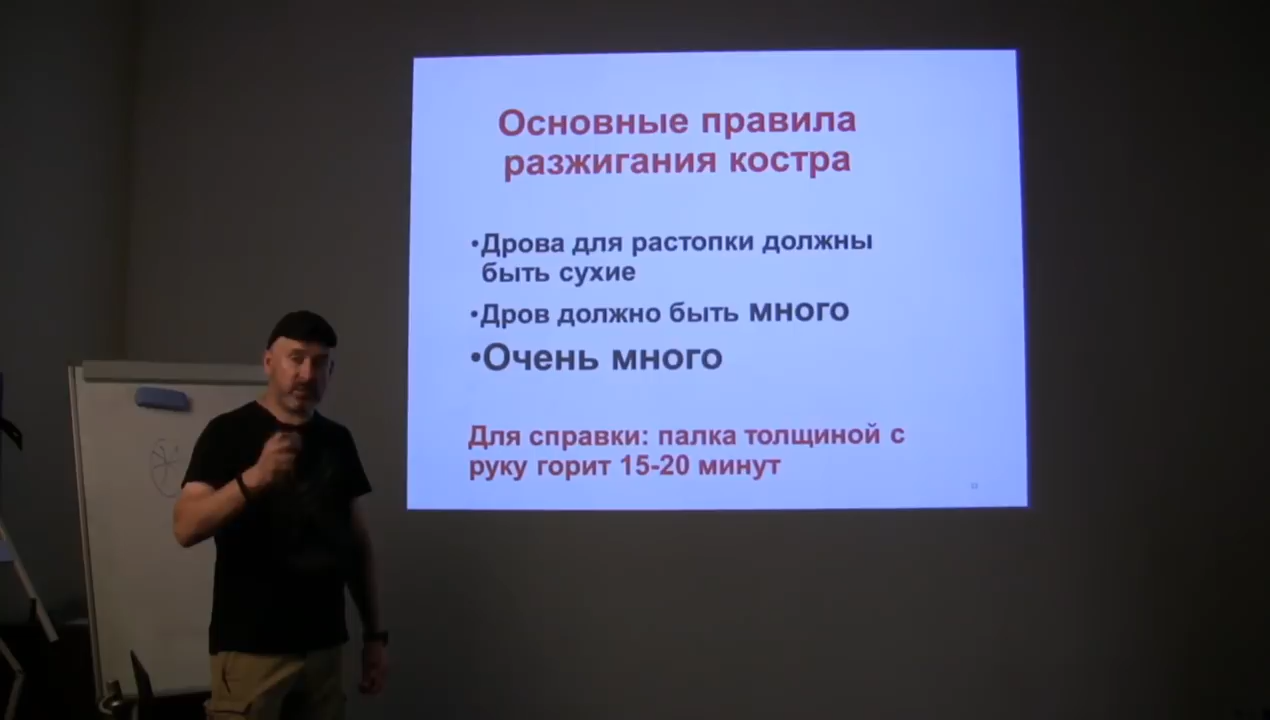 Основные правила
разжигания костра
•Дрова для растопки должны
быть сухие
•Дров должно быть много
•Очень много
Для справки: палка толщиной с
руку горит 15-20 минут